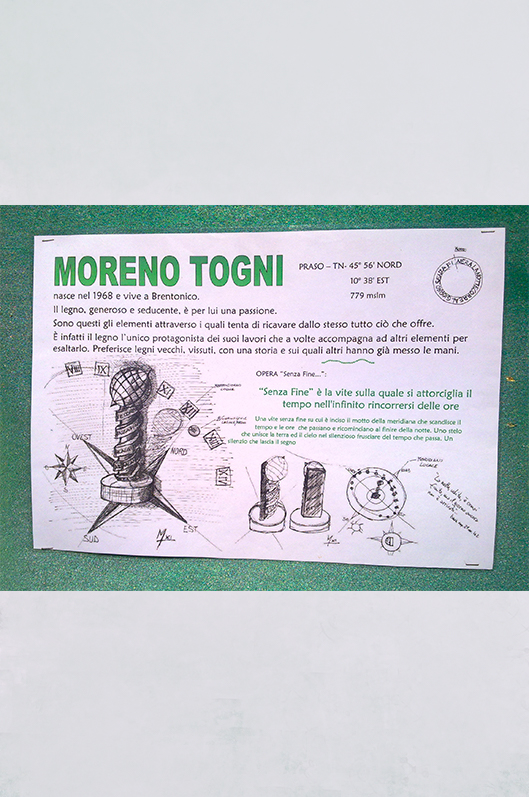 MORENO TOGNI
PRASO – TN- 45° 56' NORD
10° 38' EST
779 mslm
nasce nel 1968 e vive a Brentonico.
Il legno, generoso e seducente, è per lui una passione.
Sono questi gli elementi attraverso i quali tenta di ricavare dallo stesso tutto ciò che offre.
È infatti il legno l'unico protagonista dei suoi lavori che a volte accompagna ad altri elementi per
esaltarlo. Preferisce legni vecchi, vissuti, con una storia e sui quali altri hanno già messo le mani.
OPERA "Senza Fine...":
"Senza Fine" è la vite sulla quale si attorciglia il
tempo nell'infinito rincorrersi delle ore
Una vite senza fine su cui è inciso il motto della meridiana che scandisce il
tempo e le ore che passano e ricominciano al finire della notte. Uno stelo
che unisce la terra ed il cielo nel silenzioso frusciare del tempo che passa. Un
silenzio che lascia il segno
VIII
IX
XI
OVEST
NORD
SUD
EST
MERIDIANO
LOCALE